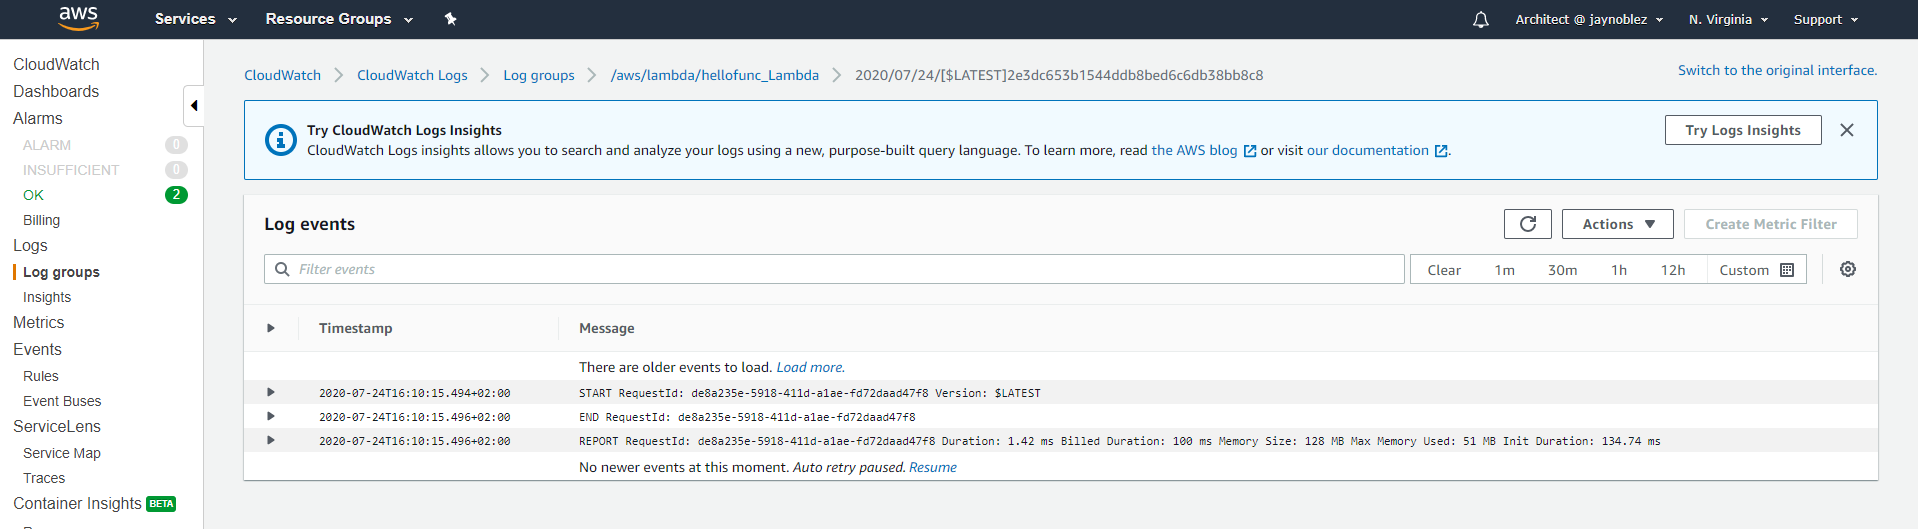 aws Services Resource Groups Architect @ jaynoblez N. Virginia Support
CloudWatch
Dashboards
Alarms
ALARM 0
INSUFFICIENT 0
OK 2
Billing
Logs
Log groups
Insights
Metrics
Events
Rules
Event Buses
ServiceLens
Service Map
Traces
Container Insights BETA
CloudWatch > CloudWatch Logs > Log groups > /aws/lambda/hellofunc_Lambda > 2020/07/24/[$LATEST]2e3dc653b1544ddb8bed6c6db38bb8c8
Switch to the original interface.
Try CloudWatch Logs Insights
CloudWatch Logs insights allows you to search and analyze your logs using a new, purpose-built query language. To learn more, read the AWS blog or visit our documentation.
Try Logs Insights
Log events
Actions Create Metric Filter
Filter events
Clear 1m 30m 1h 12h Custom
Timestamp Message
There are older events to load. Load more.
2020-07-24T16:10:15.494+02:00 START RequestId: de8a235e-5918-411d-a1ae-fd72daad47f8 Version: $LATEST
2020-07-24T16:10:15.496+02:00 END RequestId: de8a235e-5918-411d-a1ae-fd72daad47f8
2020-07-24T16:10:15.496+02:00 REPORT RequestId: de8a235e-5918-411d-a1ae-fd72daad47f8 Duration: 1.42 ms Billed Duration: 100 ms Memory Size: 128 MB Max Memory Used: 51 MB Init Duration: 134.74 ms
No newer events at this moment. Auto retry paused. Resume